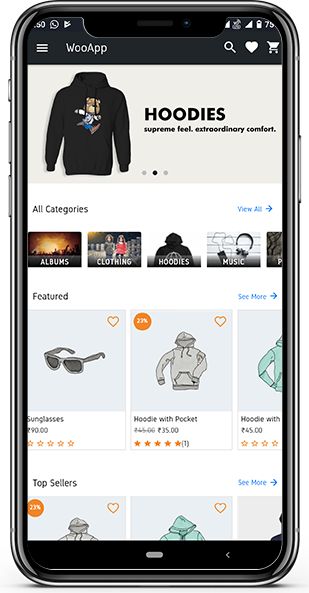 :50
75
WooApp
HOODIES
supreme feel. extraordinary comfort.
All Categories
View All
ALBUMS
CLOTHING
HOODIES
MUSIC
P
Featured
See More
23%
Sunglasses
Hoodie with Pocket
Hoodie with
₹90.00
₹45.00 ₹35.00
₹45.00
(1)
Top Sellers
See More
23%